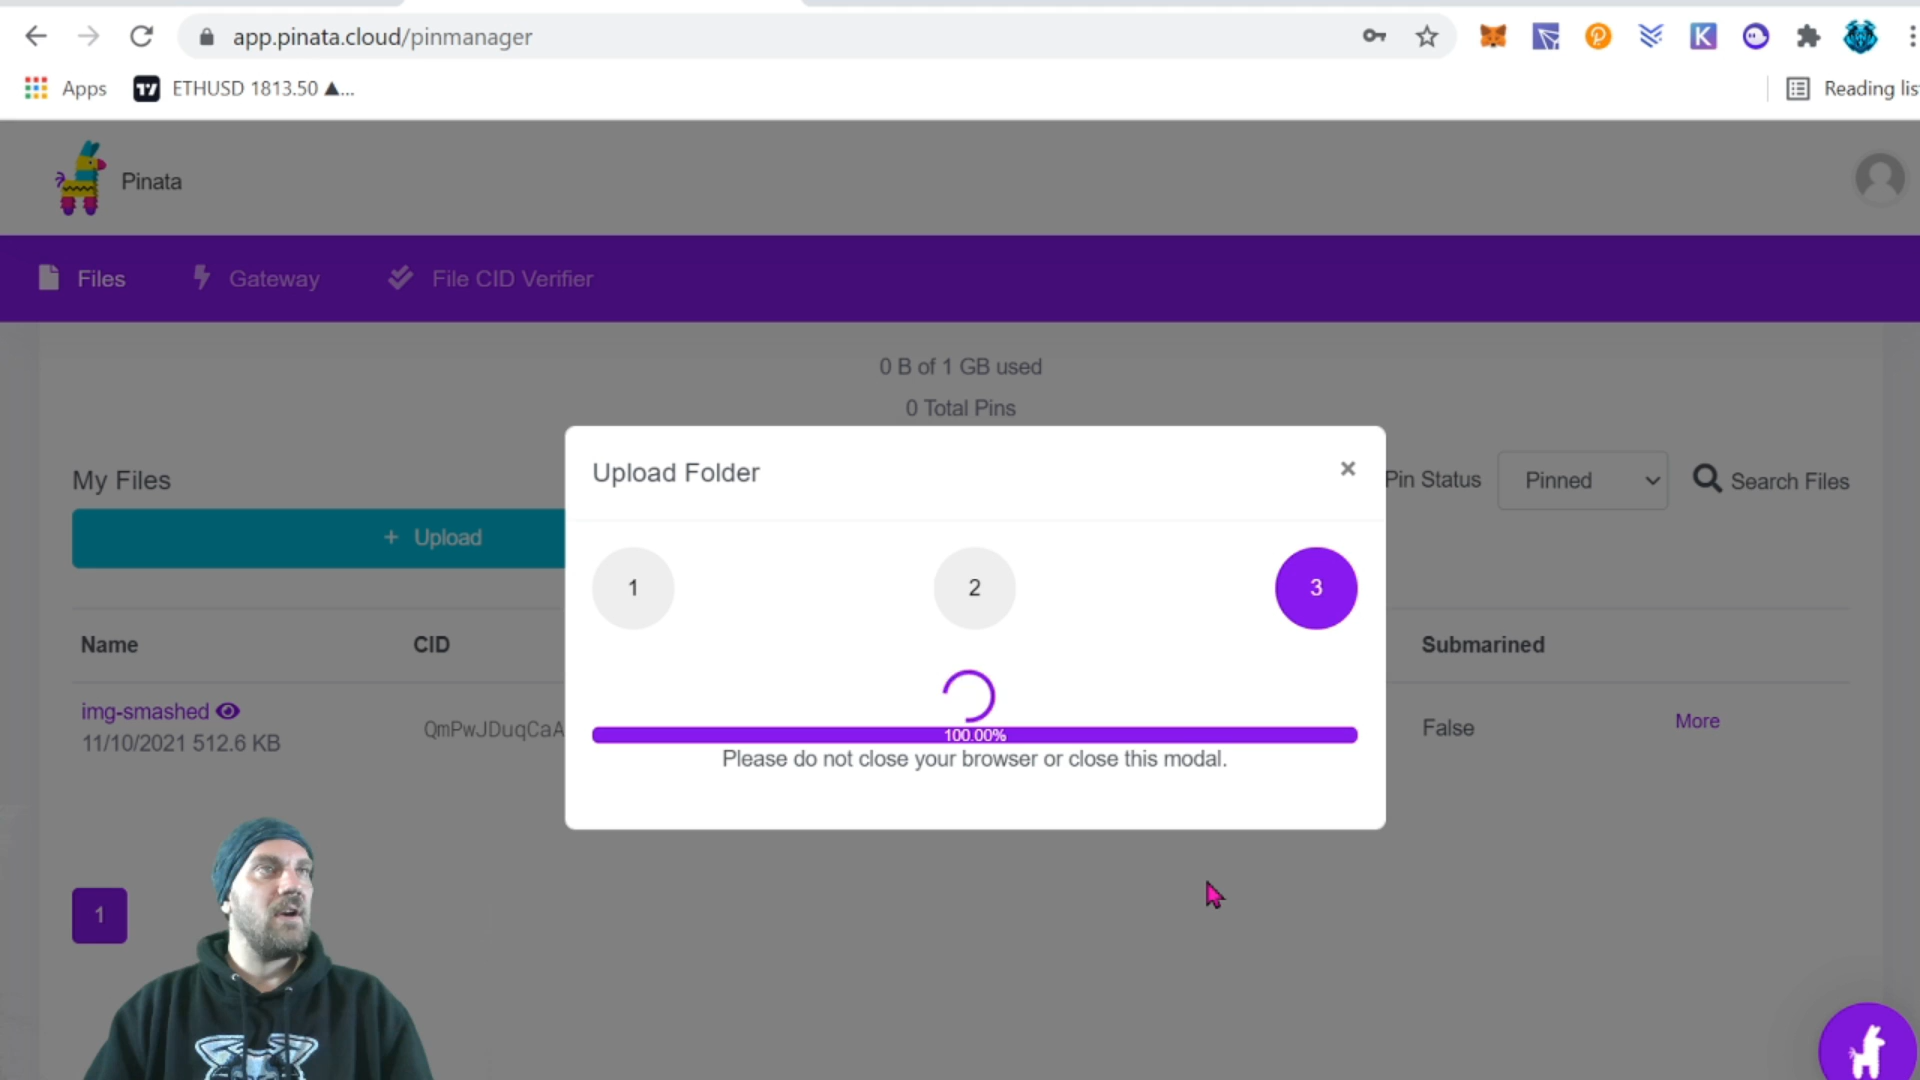 app.pinata.cloud/pinmanager
Apps
ETHUSD 1813.50 ▲...
Reading lis
Pinata
Files
Gateway
File CID Verifier
0 B of 1 GB used
0 Total Pins
My Files
Pin Status
Pinned
Search Files
+ Upload
Upload Folder
×
1
2
3
100.00%
Please do not close your browser or close this modal.
Name
CID
Submarined
img-smashed
11/10/2021 512.6 KB
QmPwJDuqCaA
False
More
1